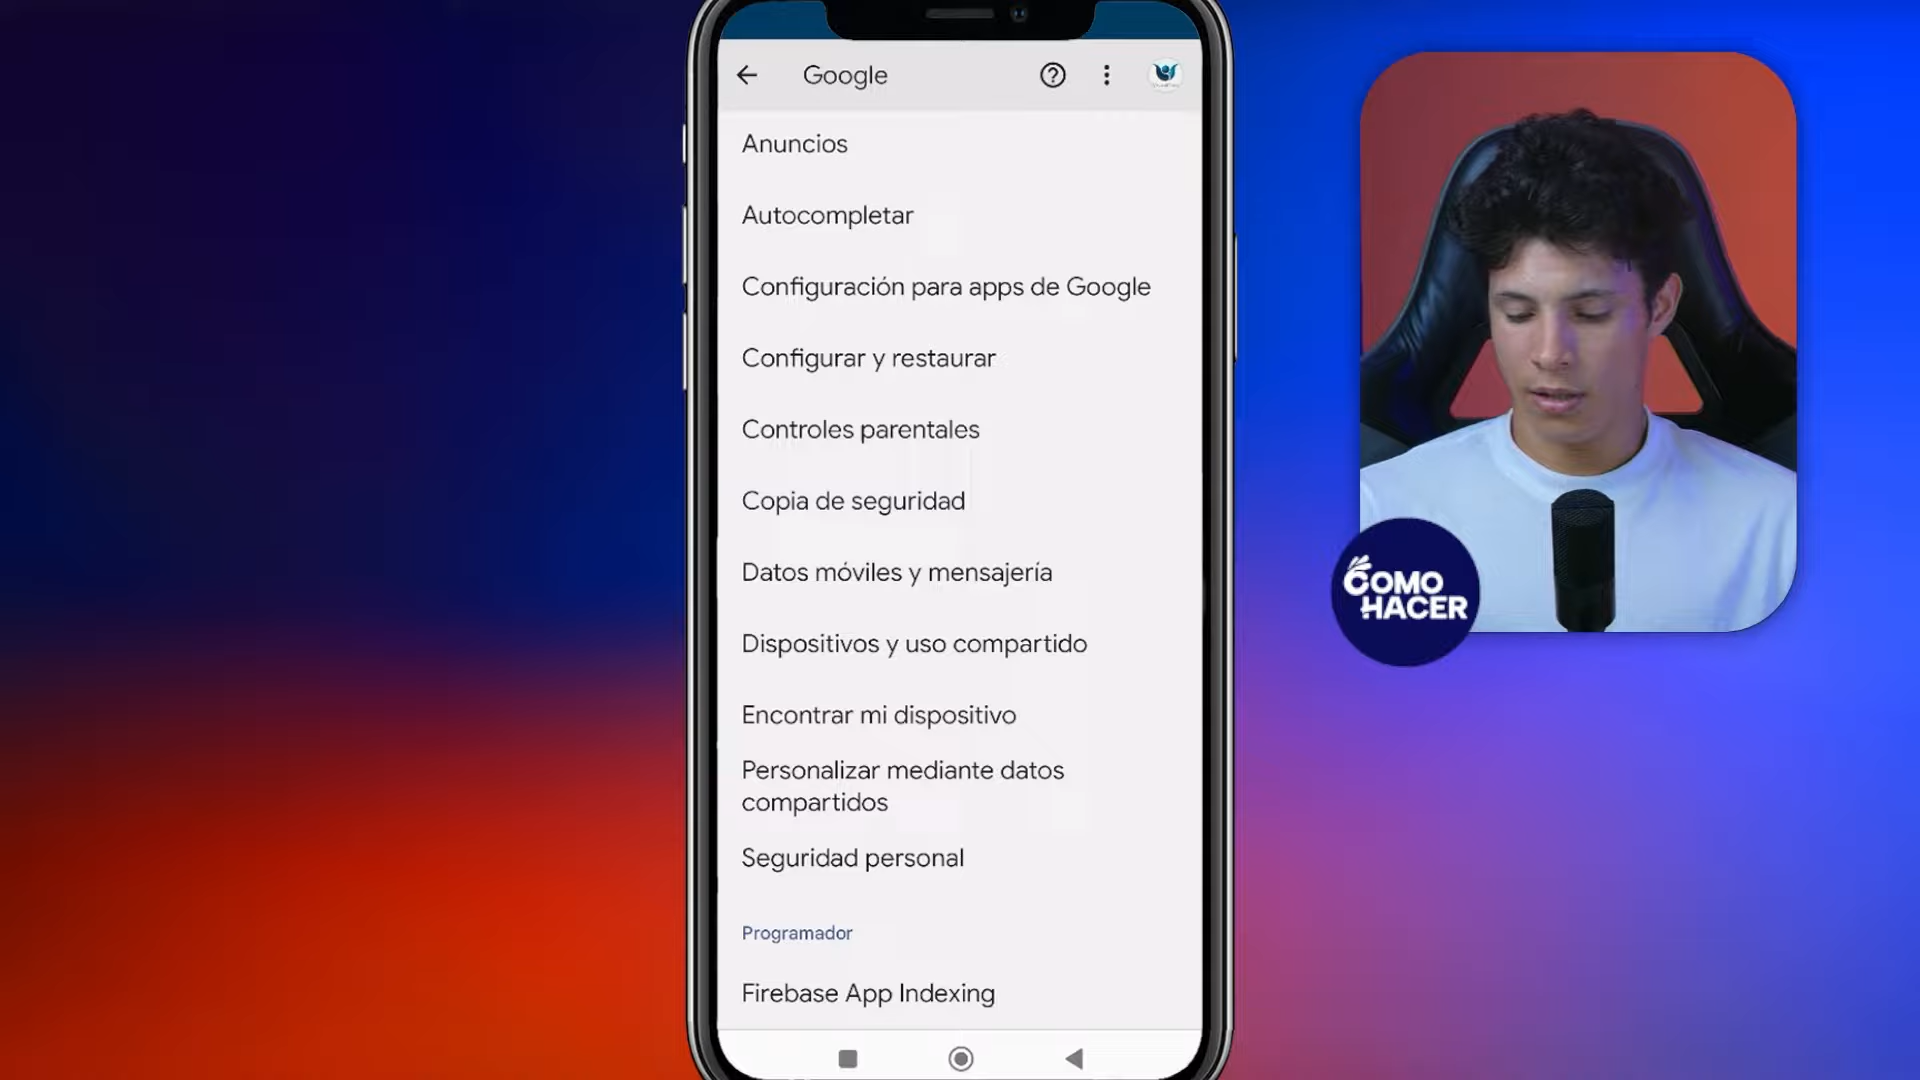 Google
Anuncios
Autocompletar
Configuración para apps de Google
Configurar y restaurar
Controles parentales
Copia de seguridad
Datos móviles y mensajería
Dispositivos y uso compartido
Encontrar mi dispositivo
Personalizar mediante datos
compartidos
Seguridad personal
Programador
Firebase App Indexing
COMO
HACER